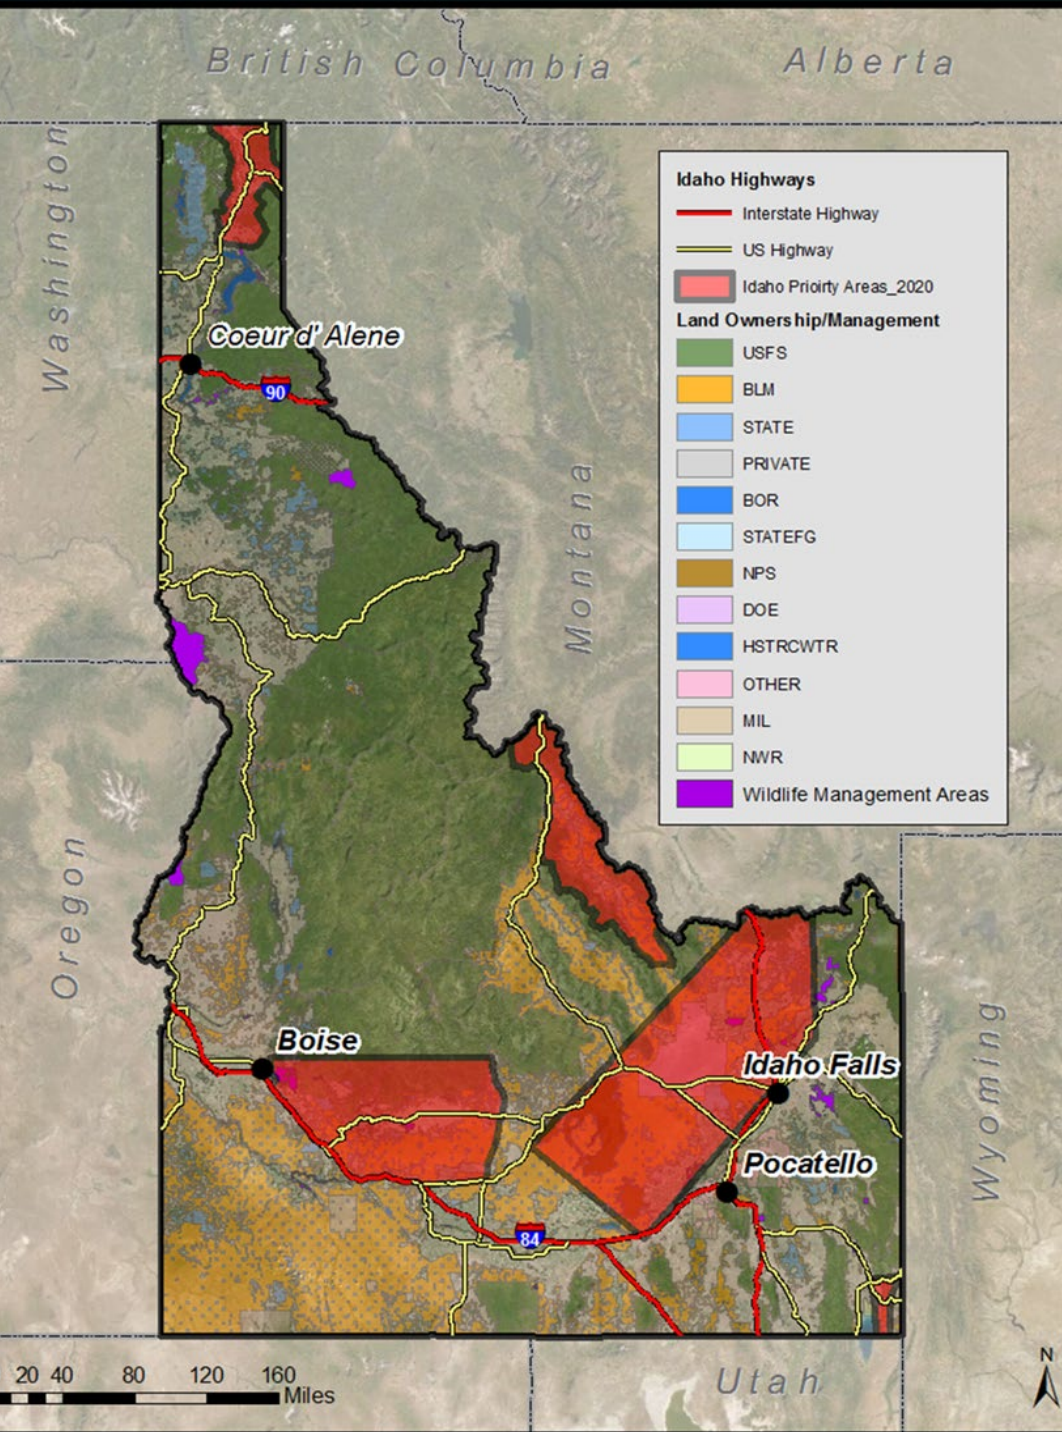 British Columbia
Alberta
Washington
Idaho Highways
Interstate Highway
US Highway
Idaho Prioirty Areas_2020
Land Ownership/Management
USFS
BLM
STATE
PRIVATE
BOR
STATEFG
NPS
DOE
HSTRCWTR
OTHER
MIL
NWR
Wildlife Management Areas
Coeur d' Alene
90
Montana
Oregon
Boise
Idaho Falls
Wyoming
Pocatello
84
Utah
20 40 80 120 160
Miles
N